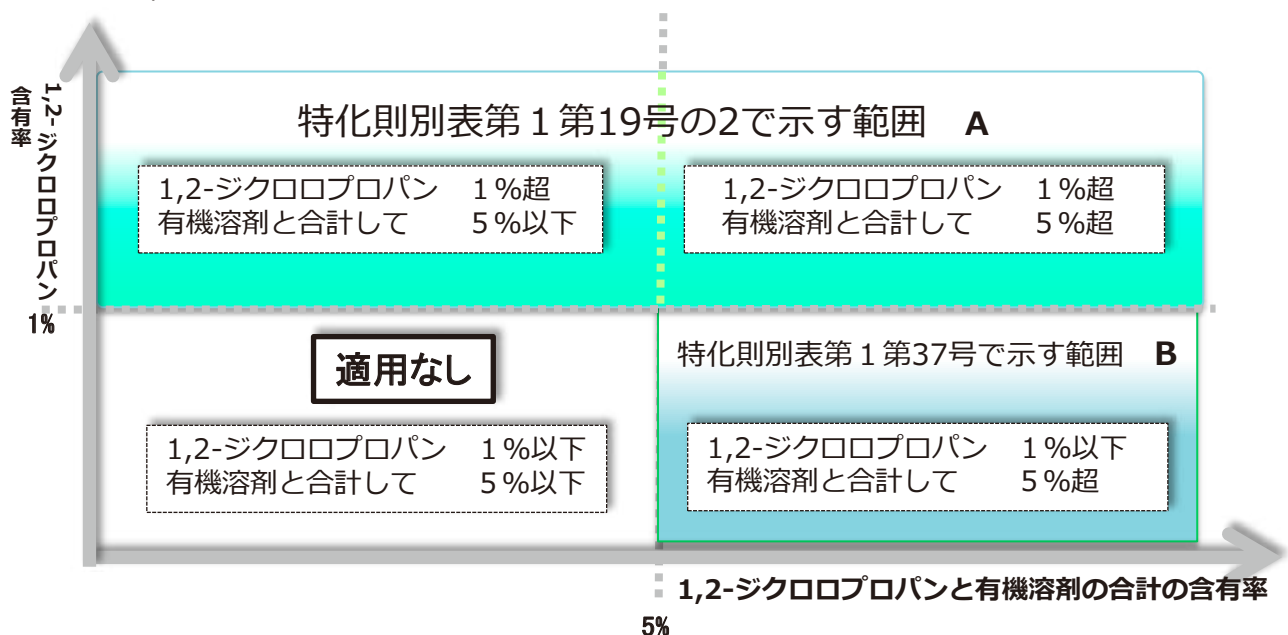 1,2-ジクロロプロパン
含有率
特化則別表第１第19号の2で示す範囲　A
1,2-ジクロロプロパン　１%超
有機溶剤と合計して　５%以下
1,2-ジクロロプロパン　１%超
有機溶剤と合計して　５%超
1%
適用なし
1,2-ジクロロプロパン　１%以下
有機溶剤と合計して　５%以下
特化則別表第１第37号で示す範囲　B
1,2-ジクロロプロパン　１%以下
有機溶剤と合計して　５%超
1,2-ジクロロプロパンと有機溶剤の合計の含有率
5%